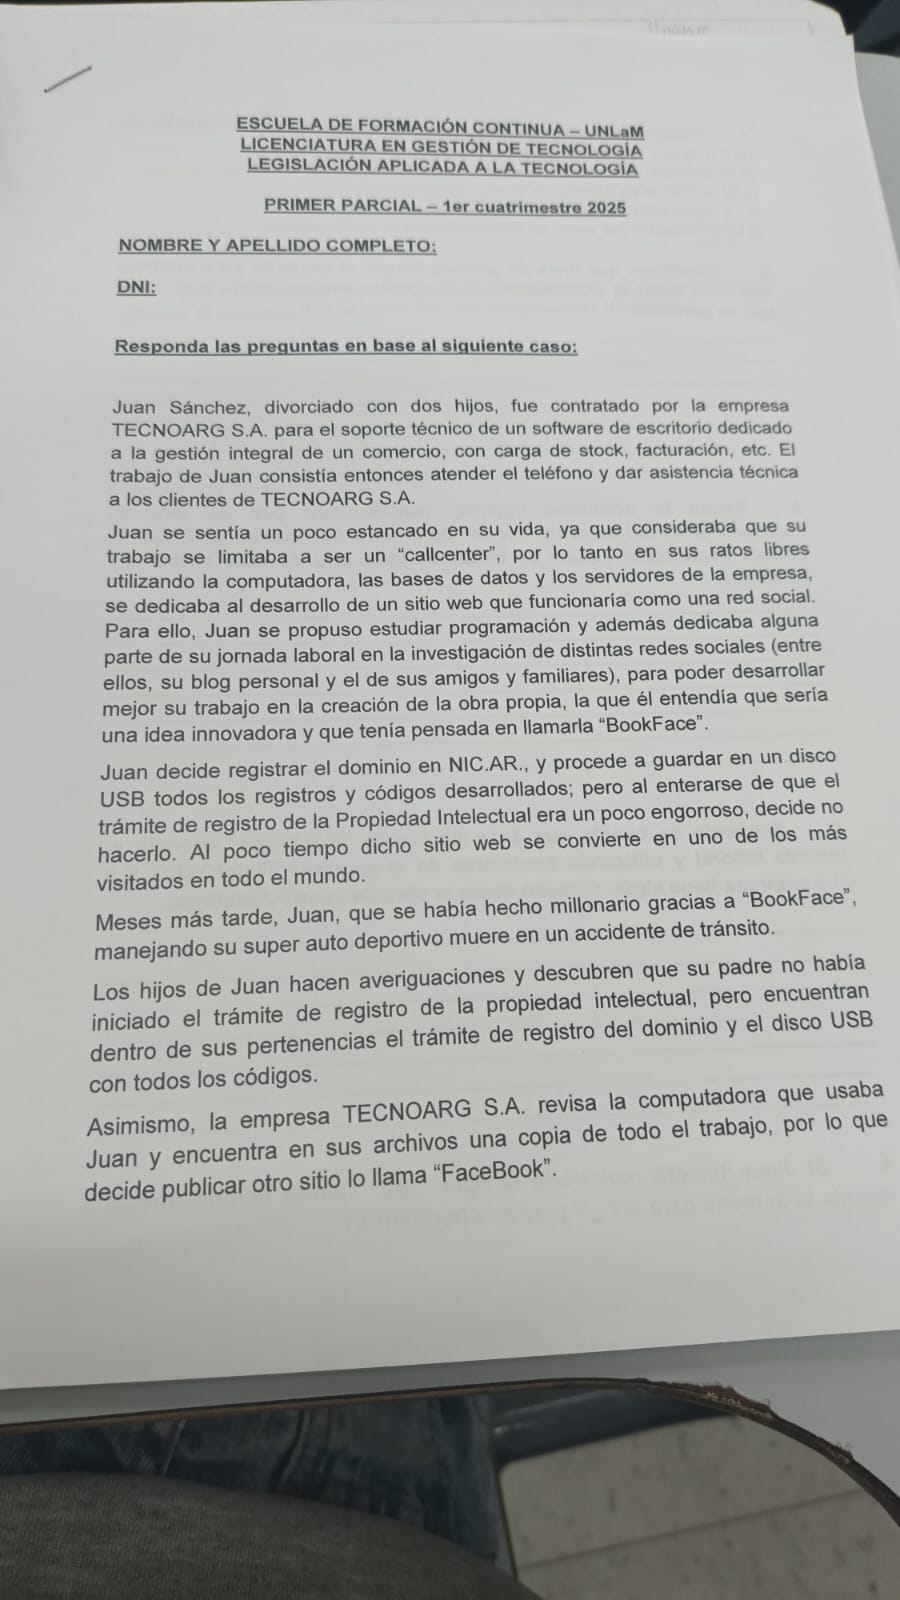 ESCUELA DE FORMACIÓN CONTINUA – UNLaM
LICENCIATURA EN GESTIÓN DE TECNOLOGÍA
LEGISLACIÓN APLICADA A LA TECNOLOGÍA
PRIMER PARCIAL – 1er cuatrimestre 2025
NOMBRE Y APELLIDO COMPLETO:
DNI:
Responda las preguntas en base al siguiente caso:
Juan Sánchez, divorciado con dos hijos, fue contratado por la empresa
TECNOARG S.A. para el soporte técnico de un software de escritorio dedicado
a la gestión integral de un comercio, con carga de stock, facturación, etc. El
trabajo de Juan consistía entonces atender el teléfono y dar asistencia técnica
a los clientes de TECNOARG S.A.
Juan se sentía un poco estancado en su vida, ya que consideraba que su
trabajo se limitaba a ser un “callcenter”, por lo tanto en sus ratos libres
utilizando la computadora, las bases de datos y los servidores de la empresa,
se dedicaba al desarrollo de un sitio web que funcionaría como una red social.
Para ello, Juan se propuso estudiar programación y además dedicaba alguna
parte de su jornada laboral en la investigación de distintas redes sociales (entre
ellos, su blog personal y el de sus amigos y familiares), para poder desarrollar
mejor su trabajo en la creación de la obra propia, la que él entendía que sería
una idea innovadora y que tenía pensada en llamarla “BookFace”.
Juan decide registrar el dominio en NIC.AR., y procede a guardar en un disco
USB todos los registros y códigos desarrollados; pero al enterarse de que el
trámite de registro de la Propiedad Intelectual era un poco engorroso, decide no
hacerlo. Al poco tiempo dicho sitio web se convierte en uno de los más
visitados en todo el mundo.
Meses más tarde, Juan, que se había hecho millonario gracias a “BookFace”,
manejando su super auto deportivo muere en un accidente de tránsito.
Los hijos de Juan hacen averiguaciones y descubren que su padre no había
iniciado el trámite de registro de la propiedad intelectual, pero encuentran
dentro de sus pertenencias el trámite de registro del dominio y el disco USB
con todos los códigos.
Asimismo, la empresa TECNOARG S.A. revisa la computadora que usaba
Juan y encuentra en sus archivos una copia de todo el trabajo, por lo que
decide publicar otro sitio lo llama “FaceBook”.